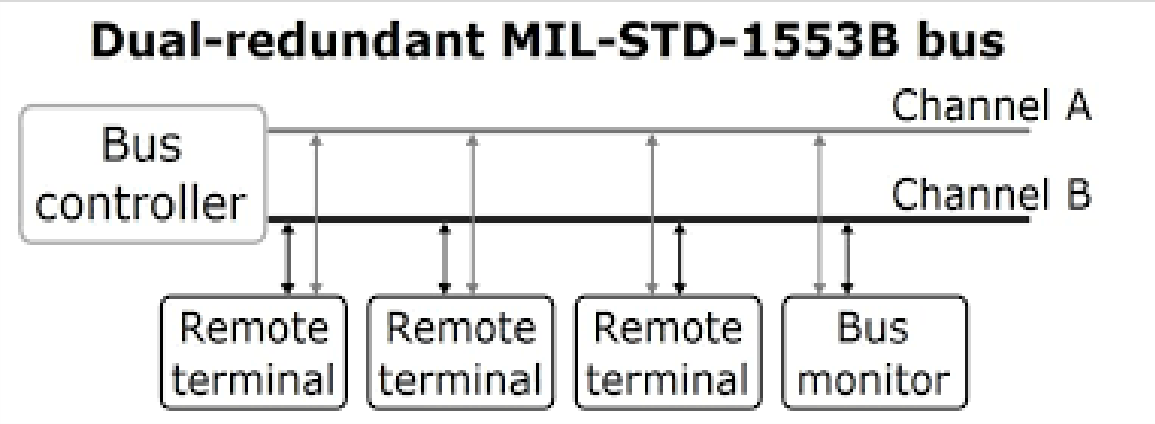 Dual-redundant MIL-STD-1553B bus
Channel A
Bus
controller
Channel B
Remote
terminal
Remote
terminal
Remote
terminal
Bus
monitor